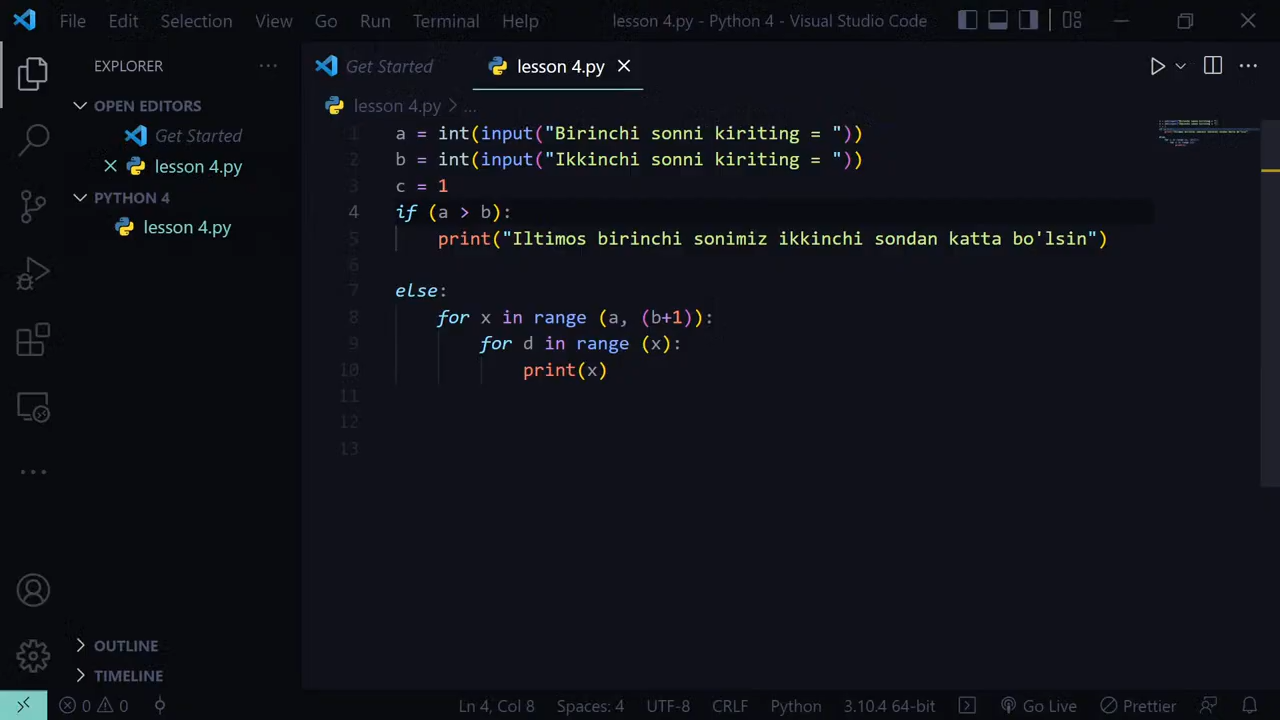 File Edit Selection View Go Run Terminal Help lesson 4.py - Python 4 - Visual Studio Code
EXPLORER
OPEN EDITORS
Get Started
lesson 4.py
PYTHON 4
lesson 4.py
OUTLINE
TIMELINE
Get Started lesson 4.py
lesson 4.py > ...
1 a = int(input("Birinchi sonni kiriting = "))
2 b = int(input("Ikkinchi sonni kiriting = "))
3 c = 1
4 if (a > b):
5 print("Iltimos birinchi sonimiz ikkinchi sondan katta bo'lsin")
6
7 else:
8 for x in range (a, (b+1)):
9 for d in range (x):
10 print(x)
11
12
13
0 0 Ln 4, Col 8 Spaces: 4 UTF-8 CRLF Python 3.10.4 64-bit Go Live Prettier